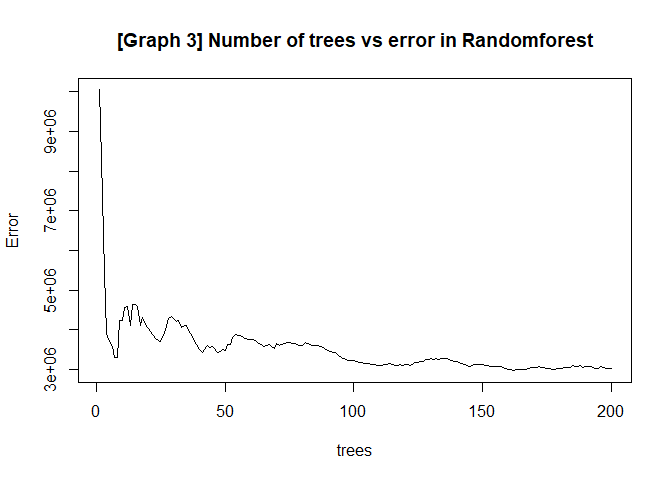 [Graph 3] Number of trees vs error in Randomforest
9e+06
7e+06
5e+06
3e+06
Error
0 50 100 150 200
trees